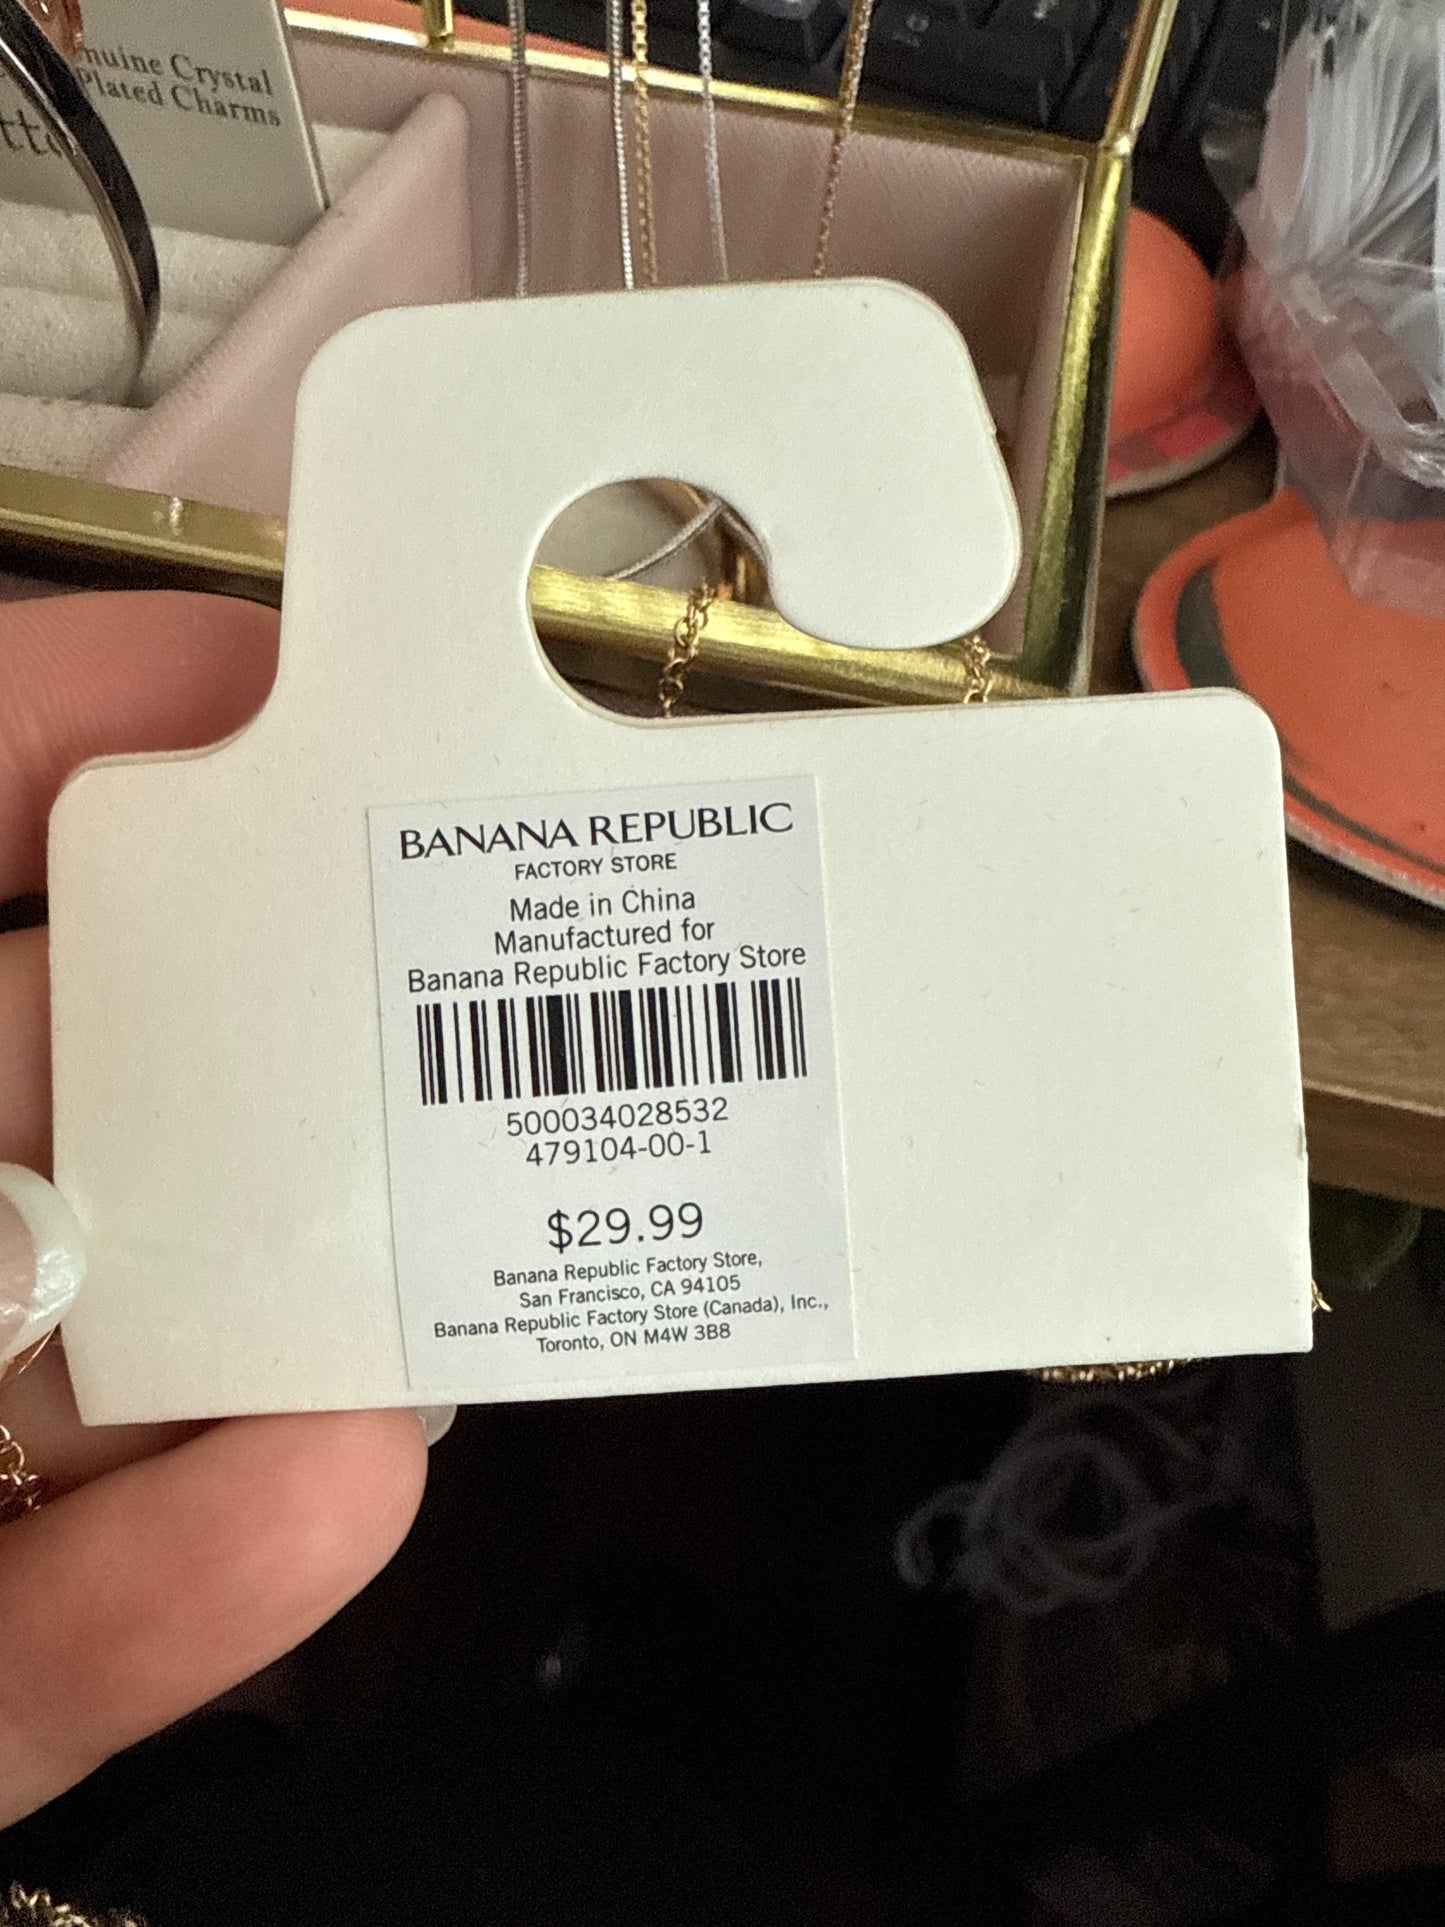 nuine Crystal
Plated Charms
BANANA REPUBLIC
FACTORY STORE
Made in China
Manufactured for
Banana Republic Factory Store
500034028532
479104-00-1
$29.99
Banana Republic Factory Store,
San Francisco, CA 94105
Banana Republic Factory Store (Canada), Inc.,
Toronto, ON M4W 3B8